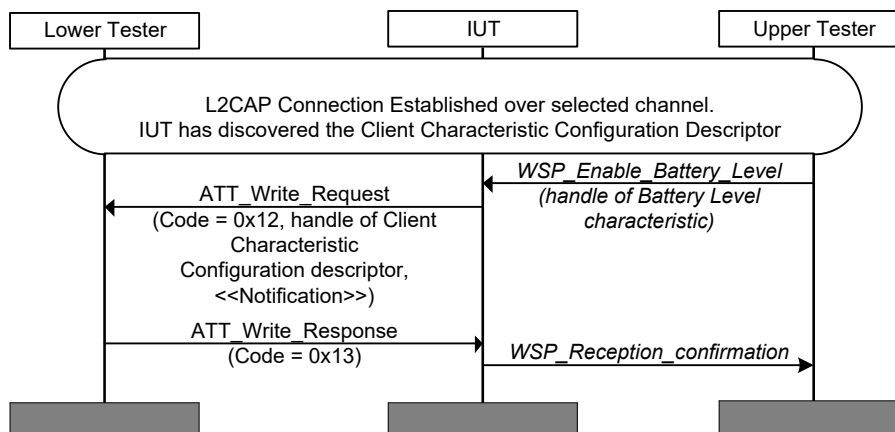 Lower Tester
IUT
Upper Tester
L2CAP Connection Established over selected channel.
IUT has discovered the Client Characteristic Configuration Descriptor
WSP_Enable_Battery_Level
(handle of Battery Level
characteristic)
ATT_Write_Request
(Code = 0x12, handle of Client
Characteristic
Configuration descriptor,
<<Notification>>)
ATT_Write_Response
(Code = 0x13)
WSP_Reception_confirmation